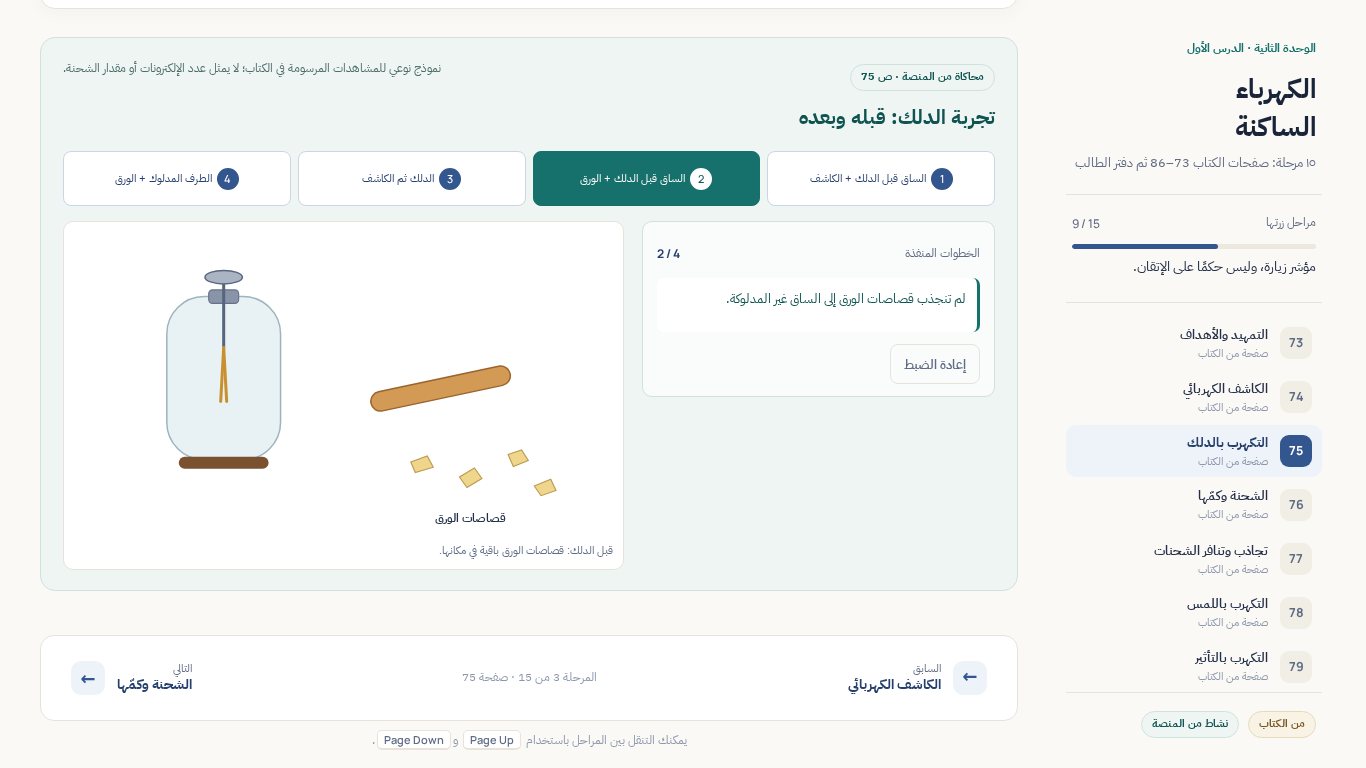 الوحدة الثانية · الدرس الأول
الكهرباء
الساكنة
١٥ مرحلة: صفحات الكتاب 73–86 ثم دفتر الطالب
مراحل زرتها
9 / 15
مؤشر زيارة، وليس حكمًا على الإتقان.
73
التمهيد والأهداف
صفحة من الكتاب
74
الكاشف الكهربائي
صفحة من الكتاب
75
التكهرب بالدلك
صفحة من الكتاب
76
الشحنة وكمّها
صفحة من الكتاب
77
تجاذب وتنافر الشحنات
صفحة من الكتاب
78
التكهرب باللمس
صفحة من الكتاب
79
التكهرب بالتأثير
صفحة من الكتاب
من الكتاب
نشاط من المنصة
محاكاة من المنصة · ص 75
نموذج نوعي للمشاهدات المرسومة في الكتاب؛ لا يمثل عدد الإلكترونات أو مقدار الشحنة.
تجربة الدلك: قبله وبعده
1 الساق قبل الدلك + الكاشف
2 الساق قبل الدلك + الورق
3 الدلك ثم الكاشف
4 الطرف المدلوك + الورق
الخطوات المنفذة
2 / 4
لم تنجذب قصاصات الورق إلى الساق غير المدلوكة.
إعادة الضبط
قصاصات الورق
قبل الدلك: قصاصات الورق باقية في مكانها.
←
السابق
الكاشف الكهربائي
المرحلة 3 من 15 · صفحة 75
التالي
الشحنة وكمّها
←
يمكنك التنقل بين المراحل باستخدام Page Up و Page Down .